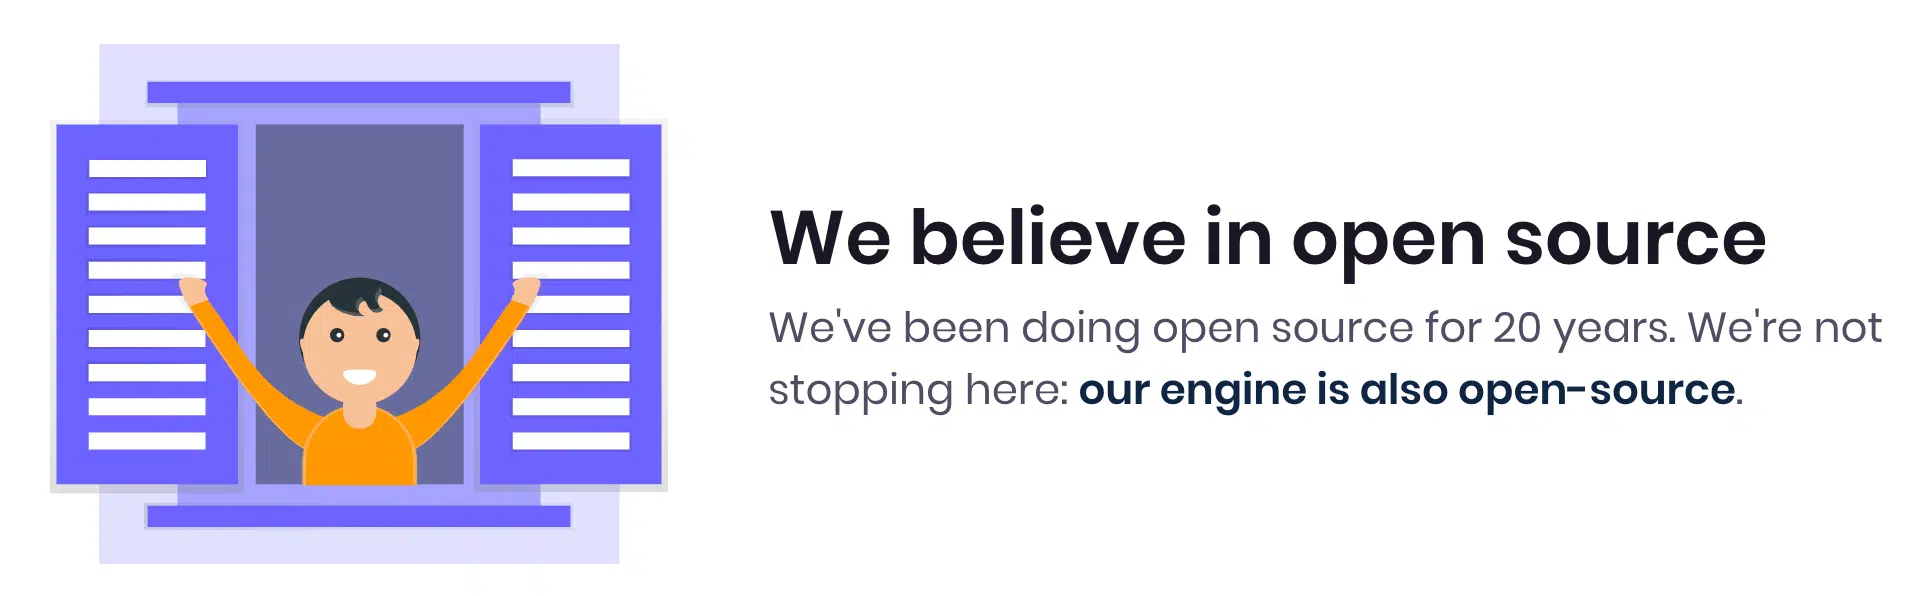 We believe in open source
We've been doing open source for 20 years. We're not
stopping here: our engine is also open-source.